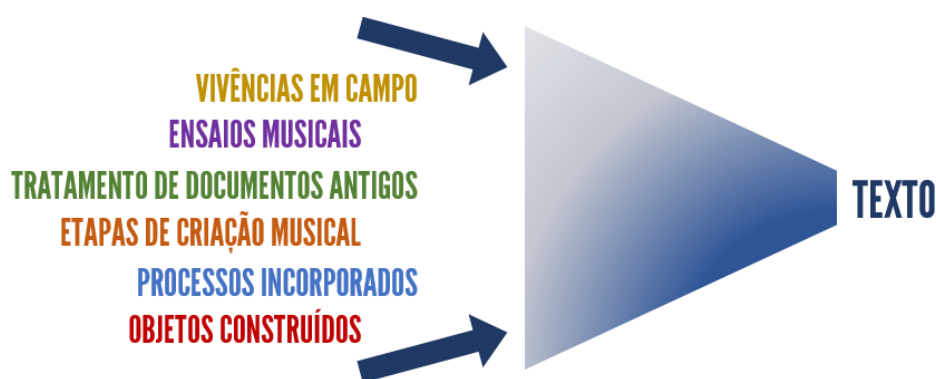 VIVÊNCIAS EM CAMPO
ENSAIOS MUSICAIS
TRATAMENTO DE DOCUMENTOS ANTIGOS
ETAPAS DE CRIAÇÃO MUSICAL
PROCESSOS INCORPORADOS
OBJETOS CONSTRUÍDOS
TEXTO